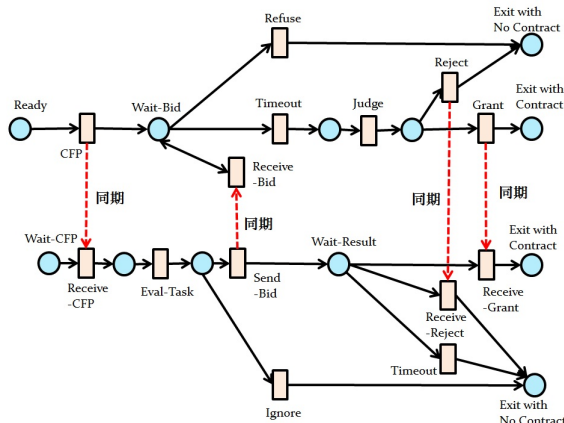 Refuse
Exit with
No Contract
Reject
Exit with
Contract
Ready
Wait-Bid
Timeout
Judge
Grant
CFP
Receive
-Bid
同期
同期
同期
同期
Wait-CFP
Wait-Result
Exit with
Contract
Receive
-CFP
Eval-Task
Send
-Bid
Receive
-Grant
Receive
-Reject
Timeout
Ignore
Exit with
No Contract